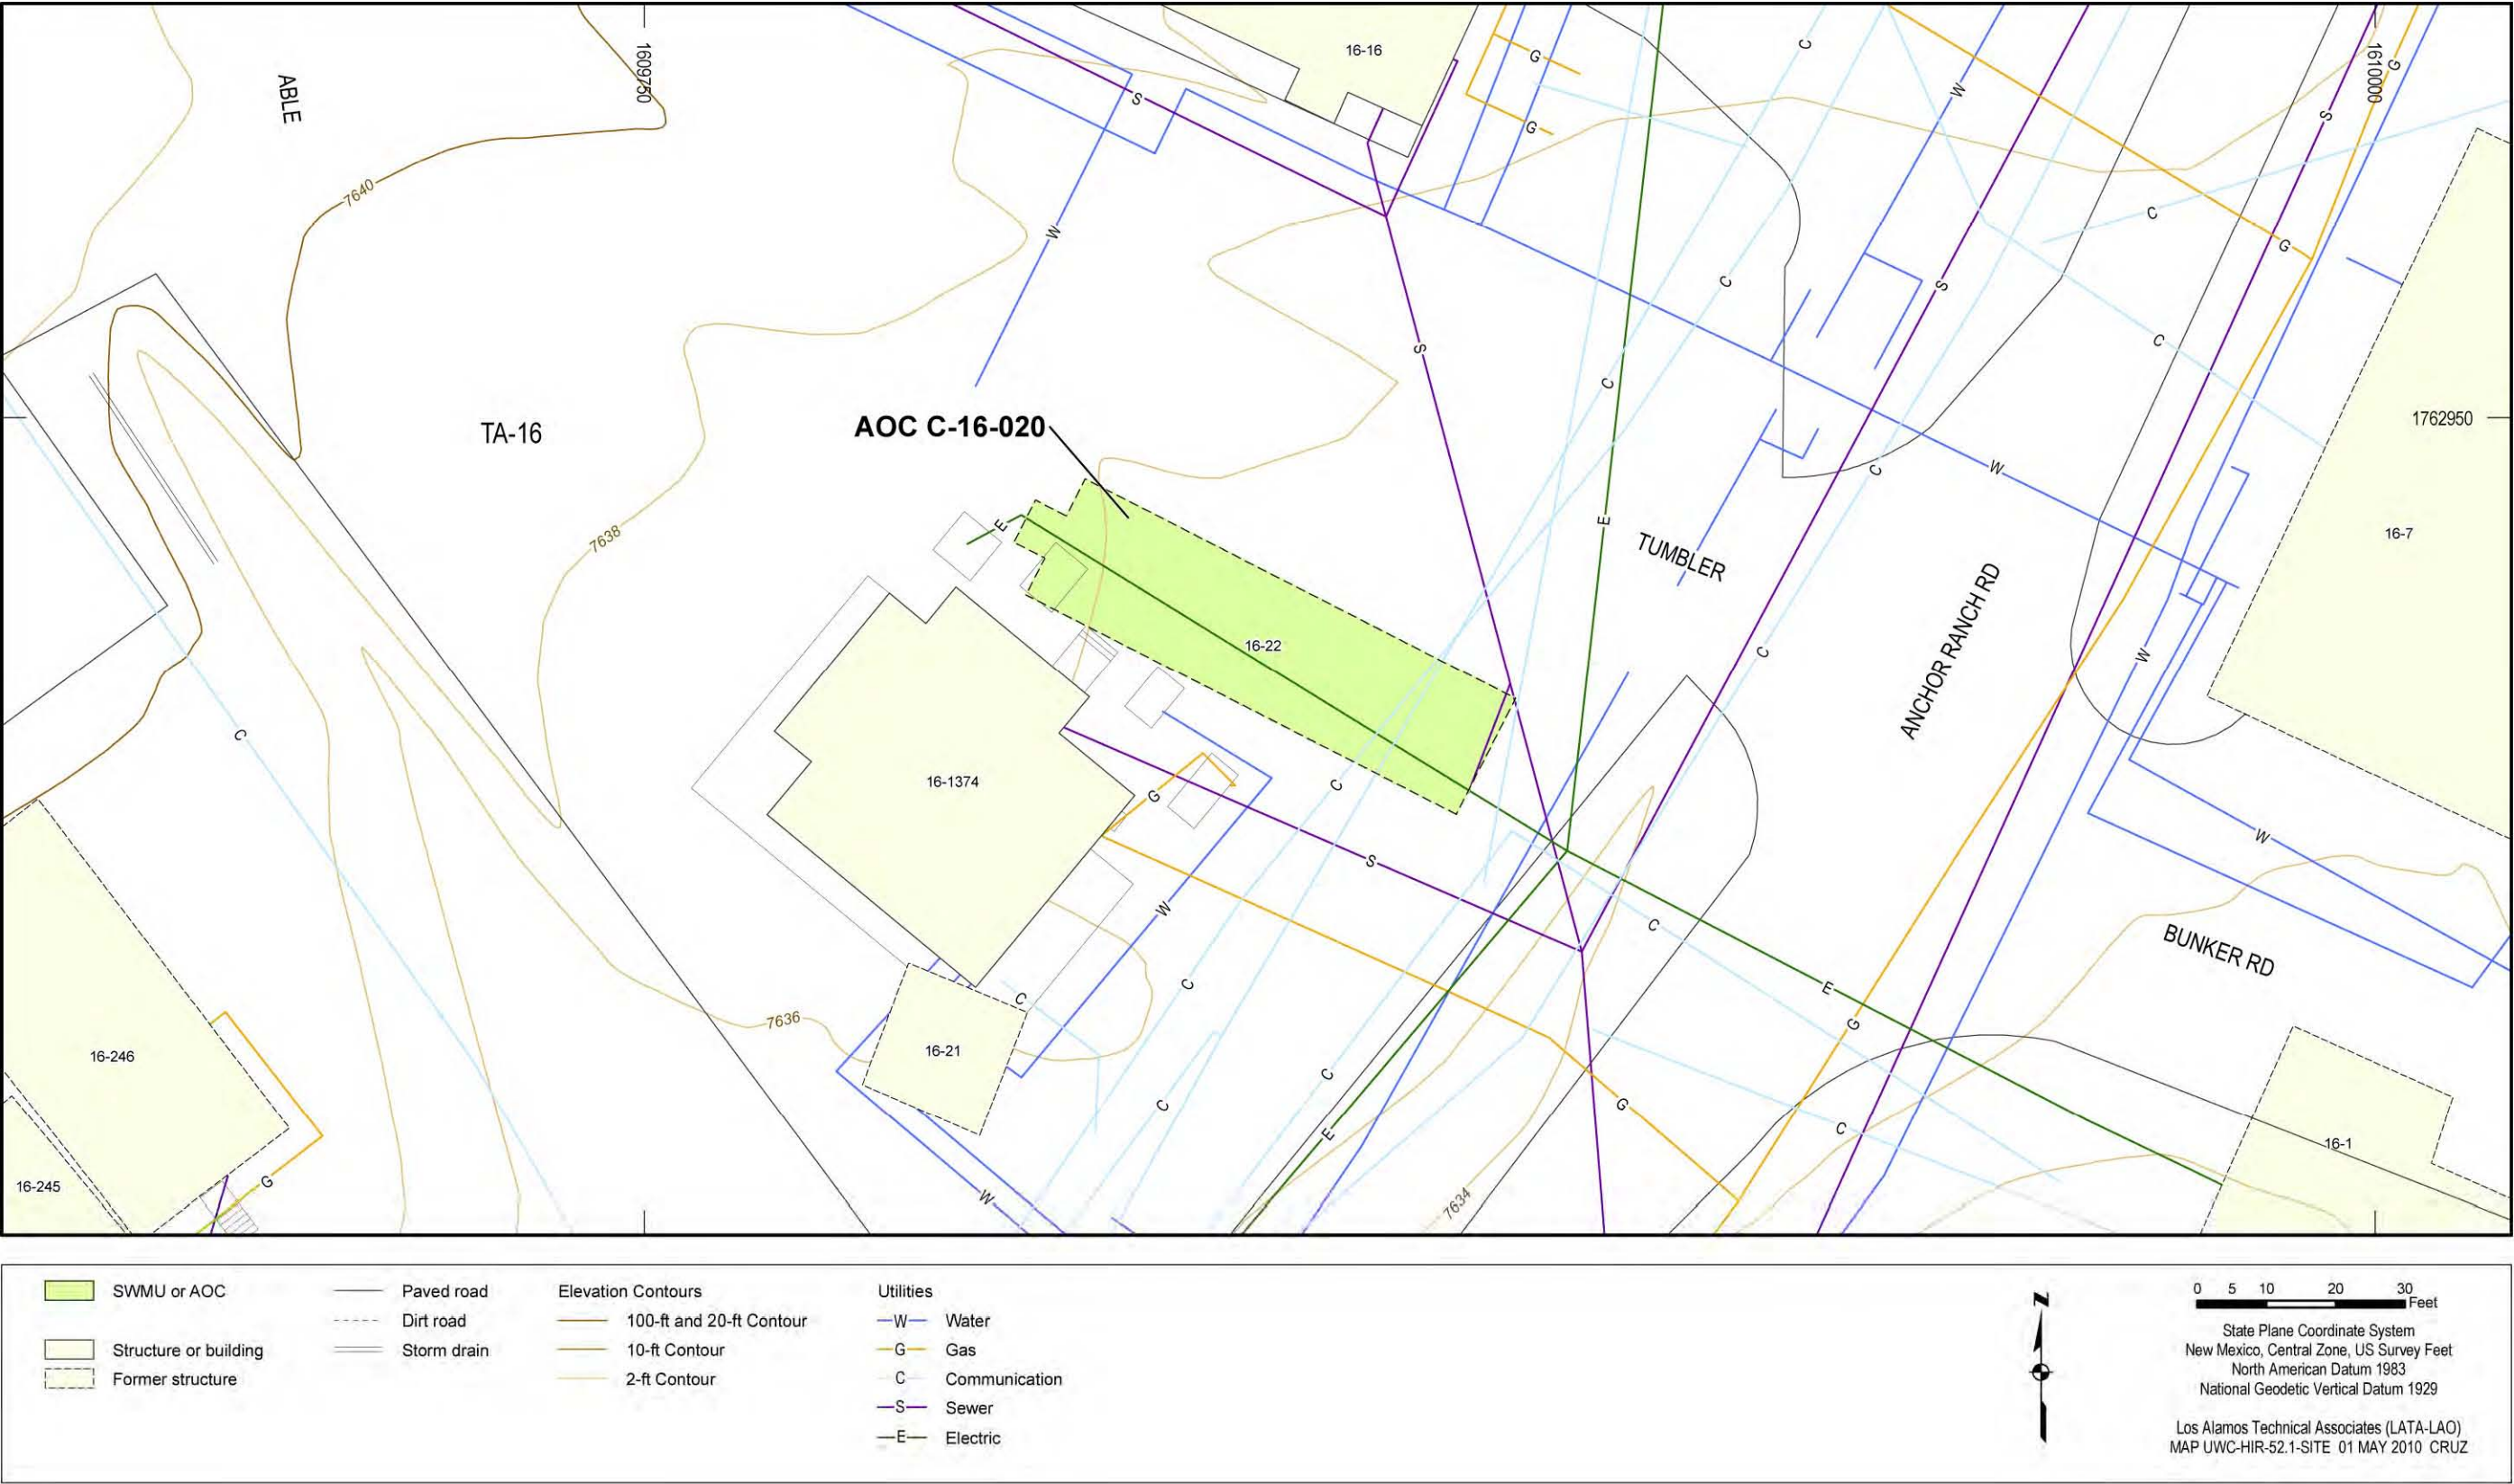 16-16
ABLE
1609750
1610000
G
G
G
C
W
S
S
7640
C
W
G
S
C
S
C
C
AOC C-16-020
TA-16
1762950
C
W
E
E
7638
TUMBLER
16-7
ANCHOR RANCH RD
16-22
C
W
C
16-1374
G
C
S
W
W
C
BUNKER RD
C
C
E
7636
G
16-21
16-246
C
C
G
E
C
16-1
16-245
G
W
7634
SWMU or AOC
Structure or building
Former structure
Paved road
Dirt road
Storm drain
Elevation Contours
100-ft and 20-ft Contour
10-ft Contour
2-ft Contour
Utilities
W Water
G Gas
C Communication
S Sewer
E Electric
N
0 5 10 20 30
Feet
State Plane Coordinate System
New Mexico, Central Zone, US Survey Feet
North American Datum 1983
National Geodetic Vertical Datum 1929
Los Alamos Technical Associates (LATA-LAO)
MAP UWC-HIR-52.1-SITE 01 MAY 2010 CRUZ